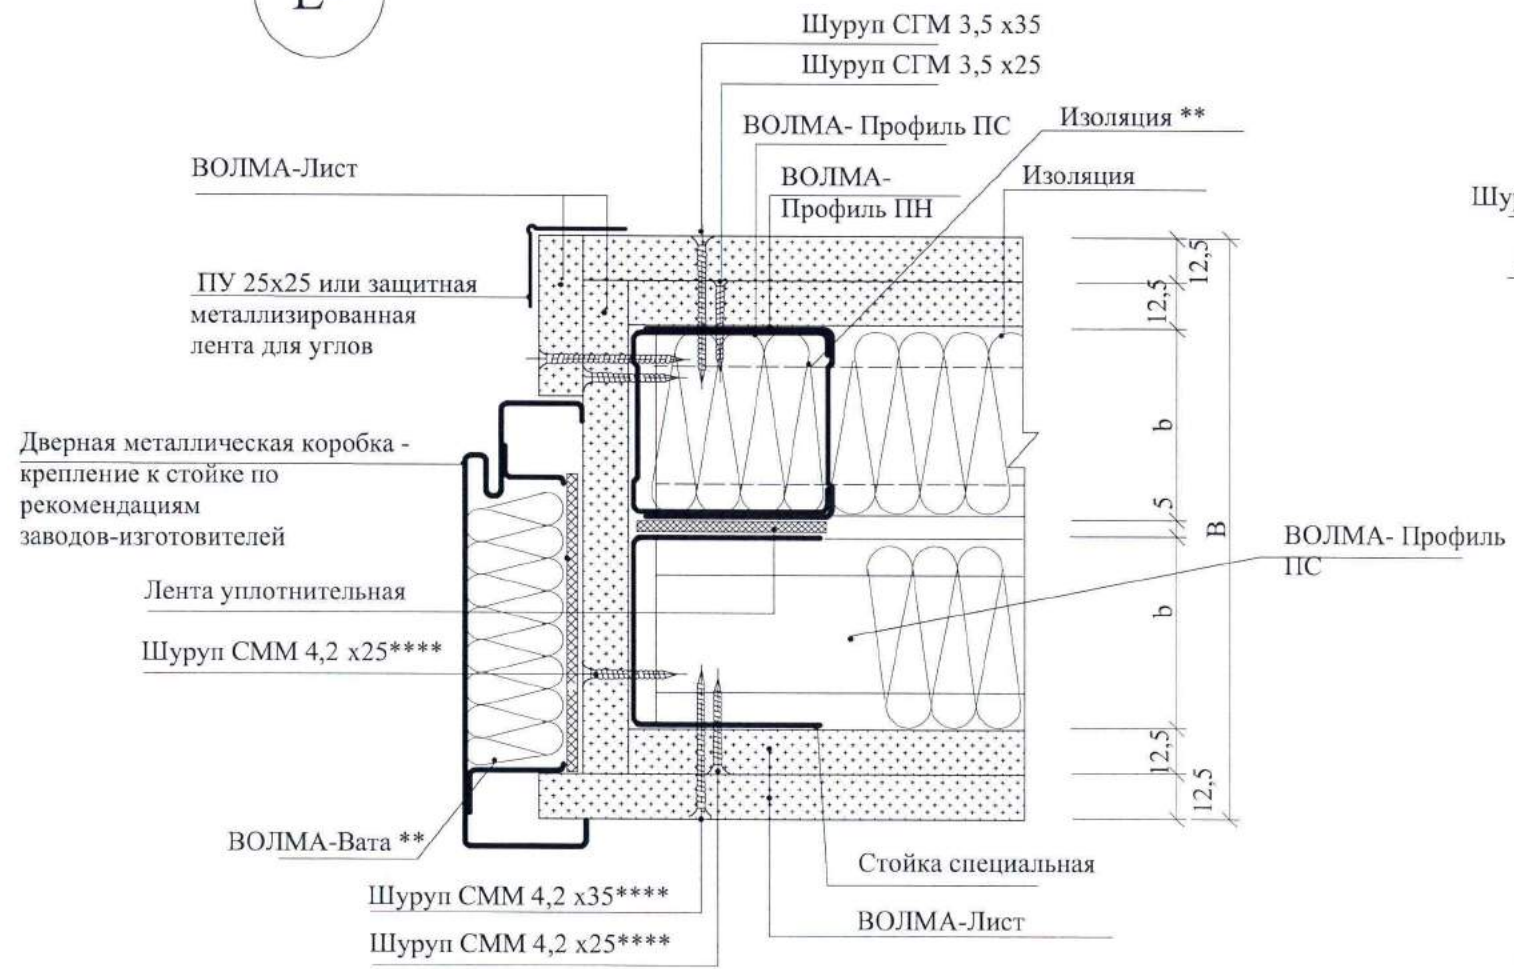 Е
Шуруп СГМ 3,5 х35
Шуруп СГМ 3,5 х25
ВОЛМА- Профиль ПС
Изоляция **
ВОЛМА-Лист
ВОЛМА-
Профиль ПН
Изоляция
Шу
ПУ 25х25 или защитная
металлизированная
лента для углов
12,5
12,5
b
5
B
b
12,5
12,5
Дверная металлическая коробка -
крепление к стойке по
рекомендациям
заводов-изготовителей
ВОЛМА- Профиль
ПС
Лента уплотнительная
Шуруп СММ 4,2 х25****
ВОЛМА-Вата **
Стойка специальная
Шуруп СММ 4,2 х35****
ВОЛМА-Лист
Шуруп СММ 4,2 х25****